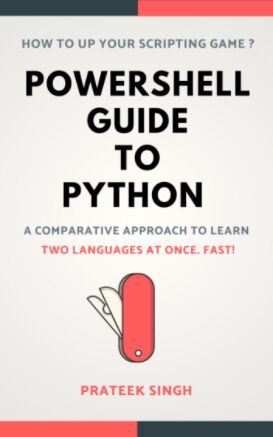 HOW TO UP YOUR SCRIPTING GAME ?
POWERSHELL
GUIDE
TO
PYTHON
A COMPARATIVE APPROACH TO LEARN
TWO LANGUAGES AT ONCE. FAST!
PRATEEK SINGH